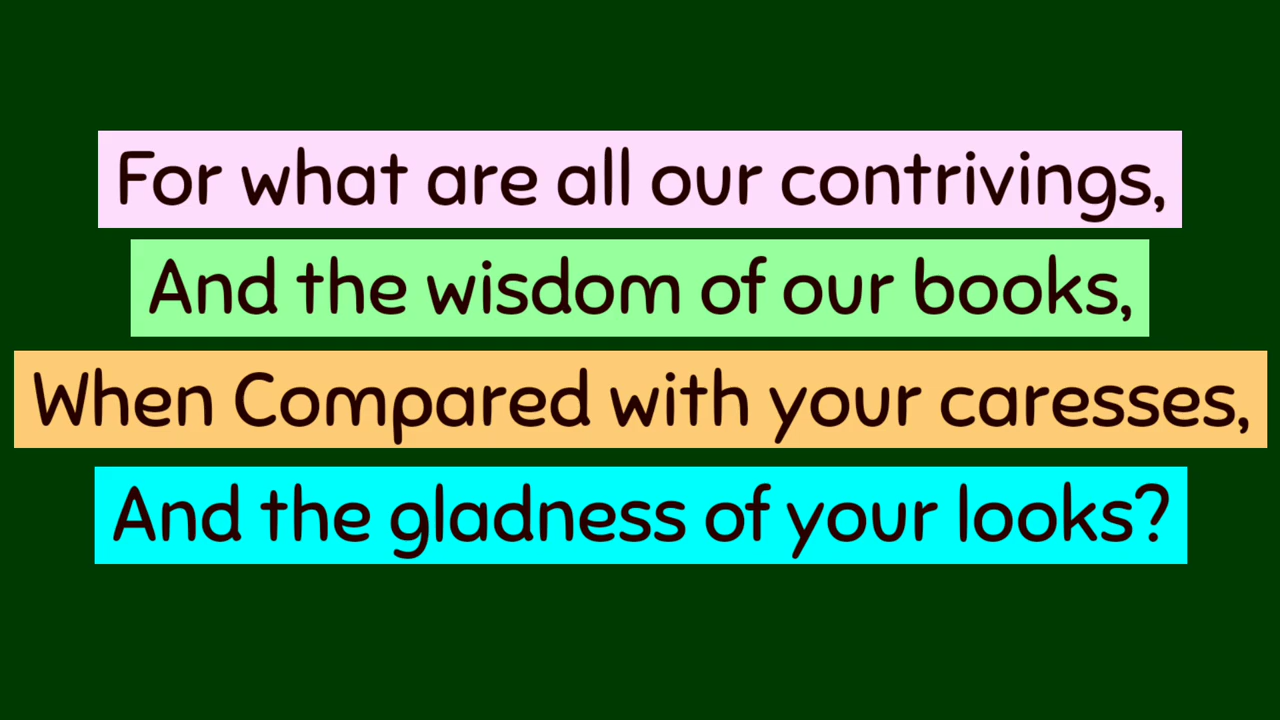 For what are all our contrivings,
And the wisdom of our books,
When Compared with your caresses,
And the gladness of your looks?